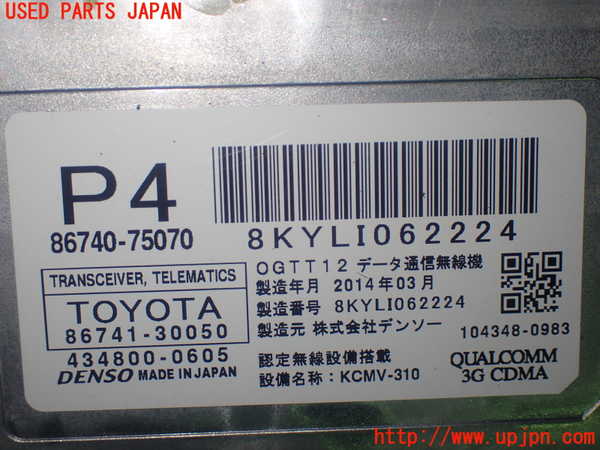 USED PARTS JAPAN
P4
86740-75070
8KYLI062224
TRANSCEIVER, TELEMATICS
TOYOTA
86741-30050
434800-0605
DENSO MADE IN JAPAN
OGTT12 データ通信無線機
製造年月 2014年03月
製造番号 8KYLI062224
製造元 株式会社デンソー
認定無線設備搭載
設備名称: KCMV-310
104348-0983
QUALCOMM
3G CDMA
http://www.upjpn.com/